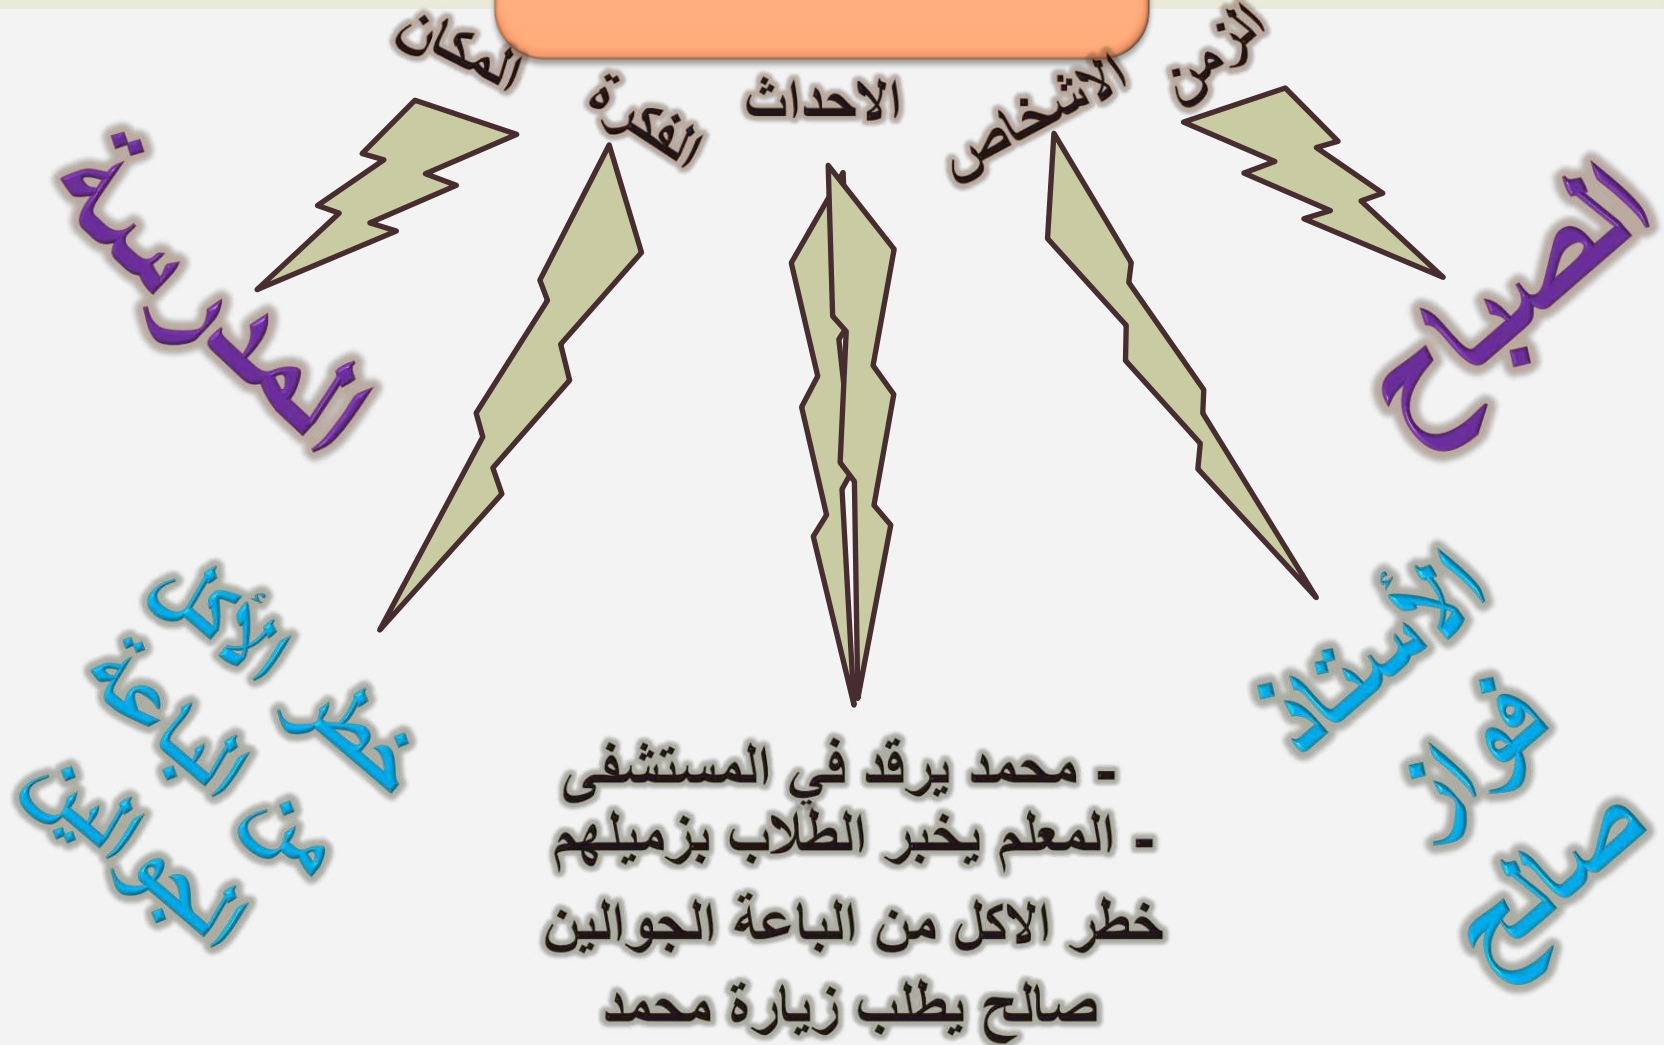 الزمن
الاشخاص
الاحداث
الفكرة
المكان
الصباح
المدرسة
الأستاذ
فواز
صالح
خطر الأكل
من الباعة
الجوالين
- محمد يرقد في المستشفى
- المعلم يخبر الطلاب بزميلهم
خطر الاكل من الباعة الجوالين
صالح يطلب زيارة محمد